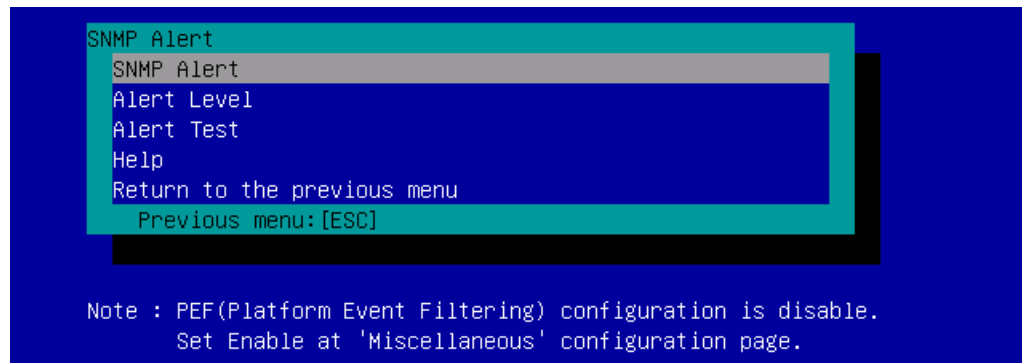 SNMP Alert
SNMP Alert
Alert Level
Alert Test
Help
Return to the previous menu
Previous menu:[ESC]
Note : PEF(Platform Event Filtering) configuration is disable.
Set Enable at 'Miscellaneous' configuration page.